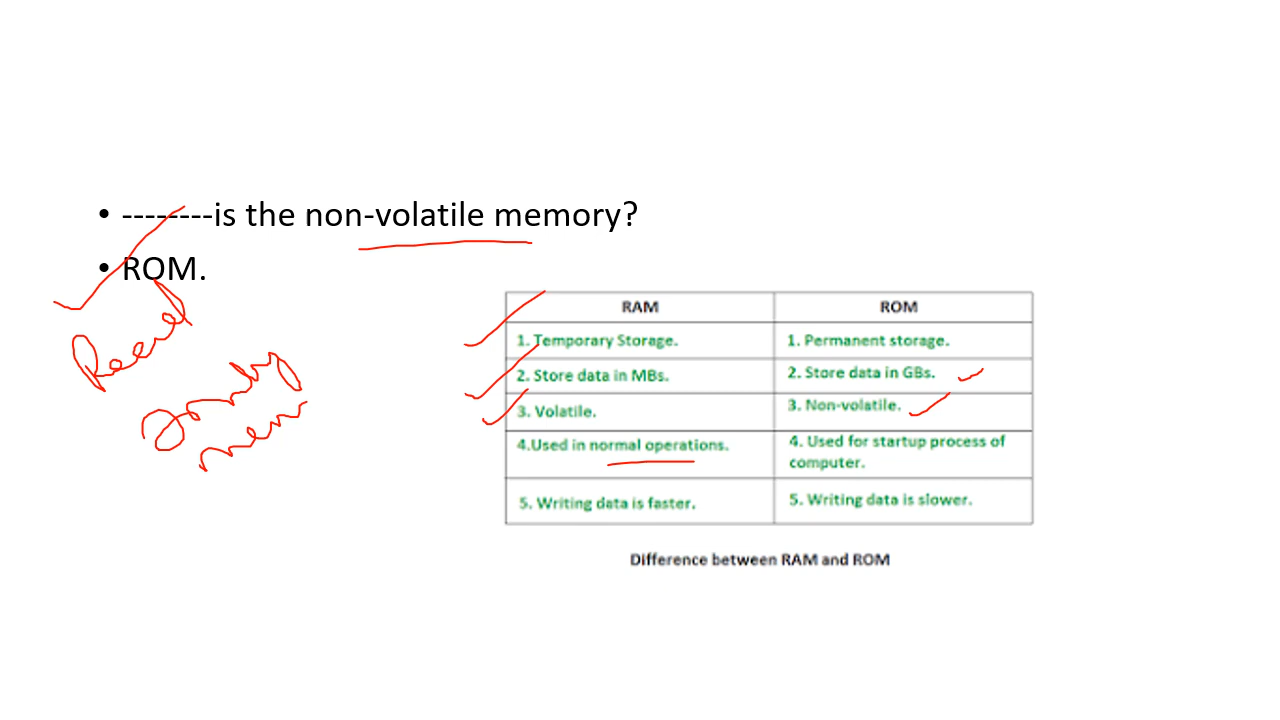 • --------is the non-volatile memory?
• ROM.
Read
only
mem
RAM
ROM
1. Temporary Storage.
1. Permanent storage.
2. Store data in MBs.
2. Store data in GBs.
3. Volatile.
3. Non-volatile.
4.Used in normal operations.
4. Used for startup process of
computer.
5. Writing data is faster.
5. Writing data is slower.
Difference between RAM and ROM